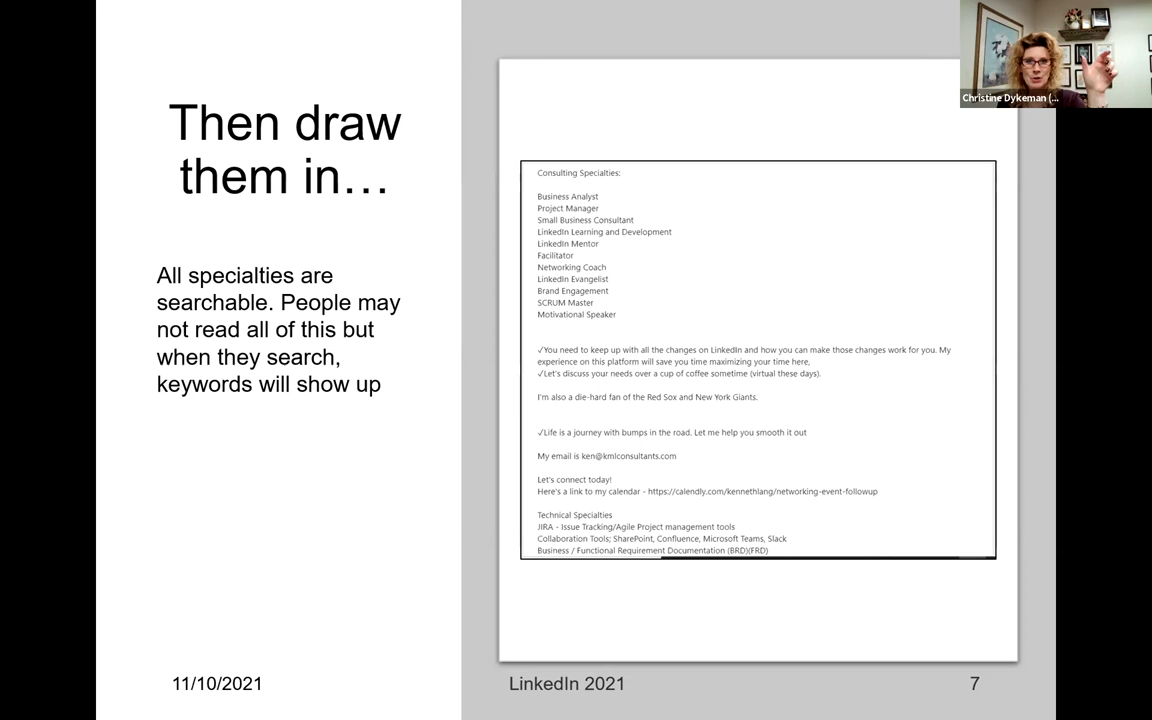 Then draw
them in…
All specialties are
searchable. People may
not read all of this but
when they search,
keywords will show up
Christine Dykeman (...
Consulting Specialties:
Business Analyst
Project Manager
Small Business Consultant
LinkedIn Learning and Development
LinkedIn Mentor
Facilitator
Networking Coach
LinkedIn Evangelist
Brand Engagement
SCRUM Master
Motivational Speaker
✓You need to keep up with all the changes on LinkedIn and how you can make those changes work for you. My
experience on this platform will save you time maximizing your time here,
✓Let's discuss your needs over a cup of coffee sometime (virtual these days).
I'm also a die-hard fan of the Red Sox and New York Giants.
✓Life is a journey with bumps in the road. Let me help you smooth it out
My email is ken@kmlconsultants.com
Let's connect today!
Here's a link to my calendar - https://calendly.com/kennethlang/networking-event-followup
Technical Specialties
JIRA - Issue Tracking/Agile Project management tools
Collaboration Tools; SharePoint, Confluence, Microsoft Teams, Slack
Business / Functional Requirement Documentation (BRD)(FRD)
11/10/2021
LinkedIn 2021
7